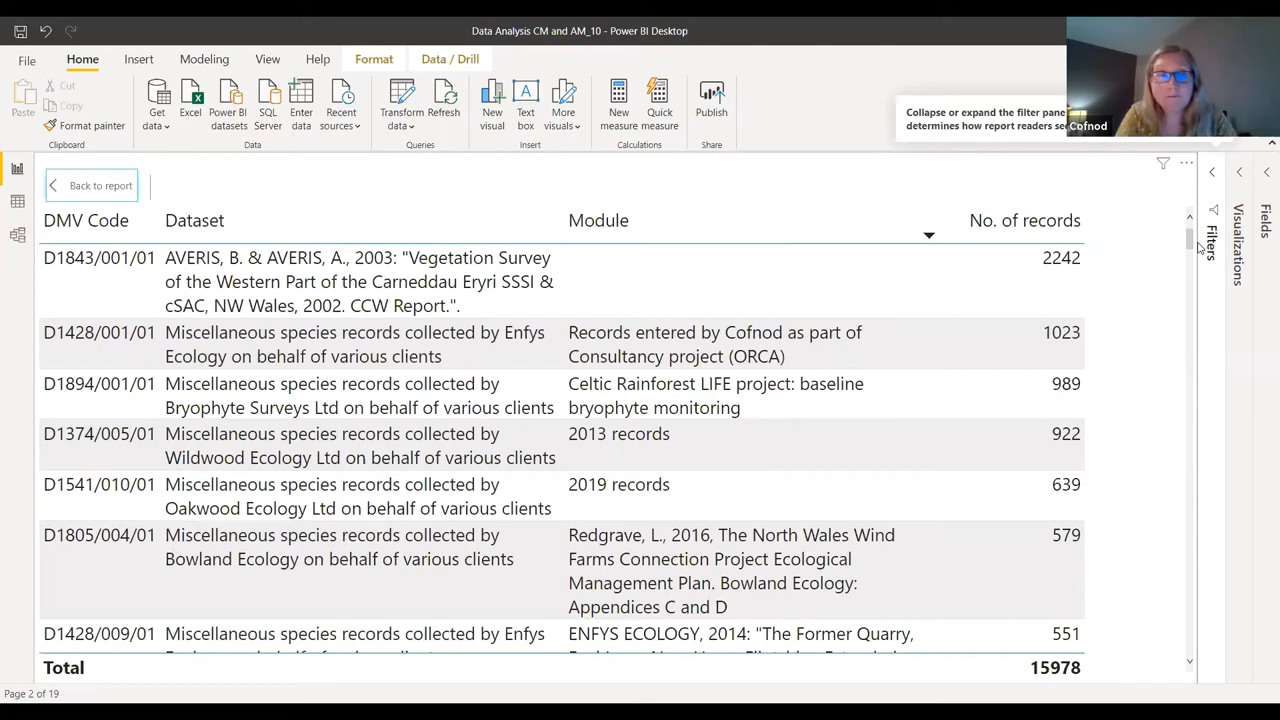 Data Analysis CM and AM_10 - Power BI Desktop
File Home Insert Modeling View Help Format Data / Drill
Paste
Cut
Copy
Format painter
Clipboard
Get data
Excel
Power BI datasets
SQL Server
Enter data
Recent sources
Data
Transform data
Refresh
Queries
New visual
Text box
More visuals
Insert
New measure
Quick measure
Calculations
Publish
Share
Collapse or expand the filter pane
determines how report readers se
Cofnod
Back to report
DMV Code Dataset Module No. of records
D1843/001/01 AVERIS, B. & AVERIS, A., 2003: "Vegetation Survey 2242
of the Western Part of the Carneddau Eryri SSSI &
cSAC, NW Wales, 2002. CCW Report.".
D1428/001/01 Miscellaneous species records collected by Enfys Records entered by Cofnod as part of 1023
Ecology on behalf of various clients Consultancy project (ORCA)
D1894/001/01 Miscellaneous species records collected by Celtic Rainforest LIFE project: baseline 989
Bryophyte Surveys Ltd on behalf of various clients bryophyte monitoring
D1374/005/01 Miscellaneous species records collected by 2013 records 922
Wildwood Ecology Ltd on behalf of various clients
D1541/010/01 Miscellaneous species records collected by 2019 records 639
Oakwood Ecology Ltd on behalf of various clients
D1805/004/01 Miscellaneous species records collected by Redgrave, L., 2016, The North Wales Wind 579
Bowland Ecology on behalf of various clients Farms Connection Project Ecological
Management Plan. Bowland Ecology:
Appendices C and D
D1428/009/01 Miscellaneous species records collected by Enfys ENFYS ECOLOGY, 2014: "The Former Quarry, 551
Total 15978
Filters
Visualizations
Fields
Page 2 of 19